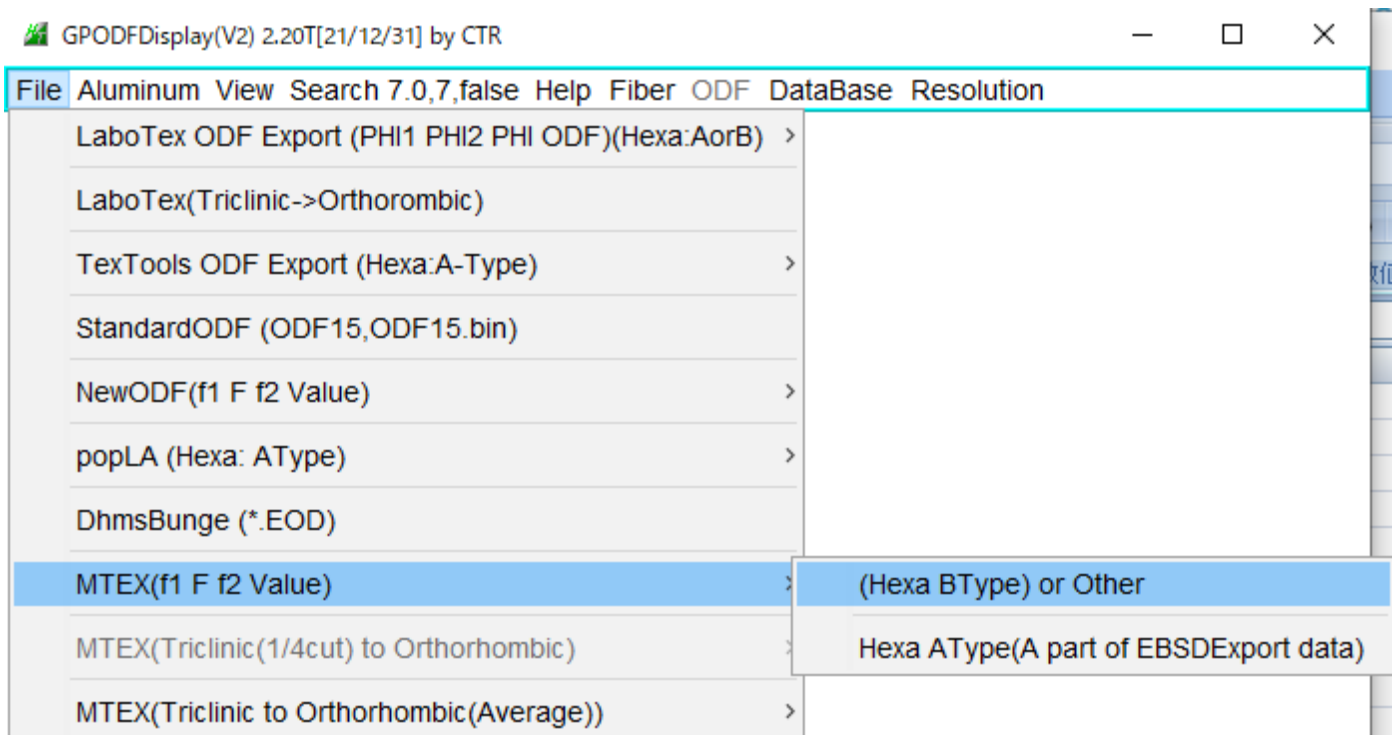 GPODFDisplay(V2) 2.20T[21/12/31] by CTR
File Aluminum View Search 7.0,7,false Help Fiber ODF DataBase Resolution
LaboTex ODF Export (PHI1 PHI2 PHI ODF)(Hexa:AorB)
LaboTex(Triclinic->Orthorombic)
TexTools ODF Export (Hexa:A-Type)
StandardODF (ODF15,ODF15.bin)
NewODF(f1 F f2 Value)
popLA (Hexa: AType)
DhmsBunge (*.EOD)
MTEX(f1 F f2 Value)
(Hexa BType) or Other
MTEX(Triclinic(1/4cut) to Orthorhombic)
Hexa AType(A part of EBSDExport data)
MTEX(Triclinic to Orthorhombic(Average))